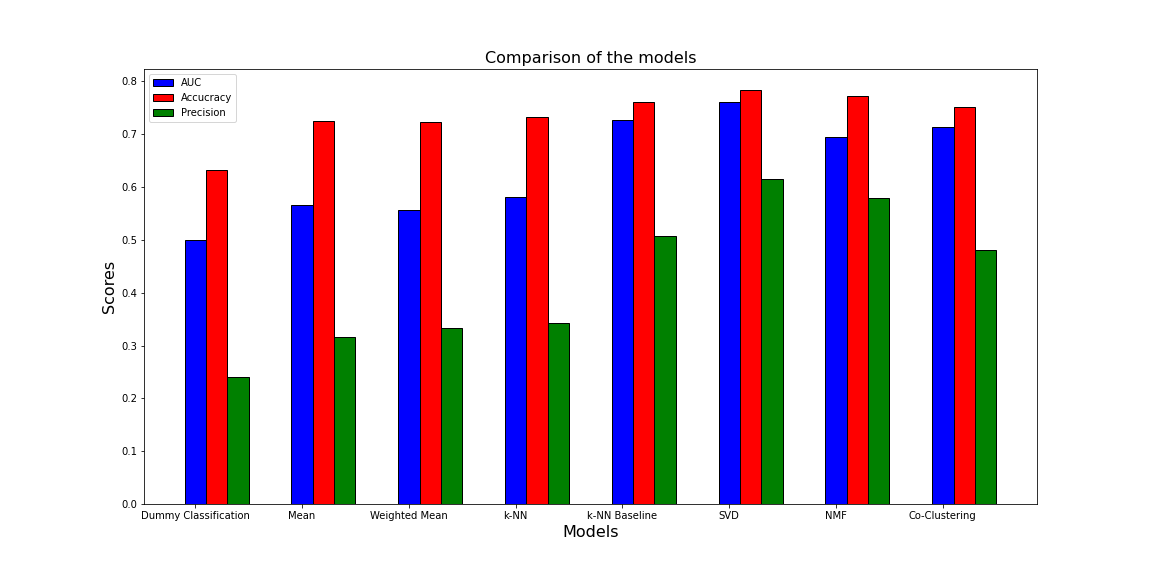 Comparison of the models
AUC
Accucracy
Precision
0.8
0.7
0.6
0.5
0.4
0.3
0.2
0.1
0.0
Scores
Dummy Classification Mean Weighted Mean k-NN k-NN Baseline SVD NMF Co-Clustering
Models